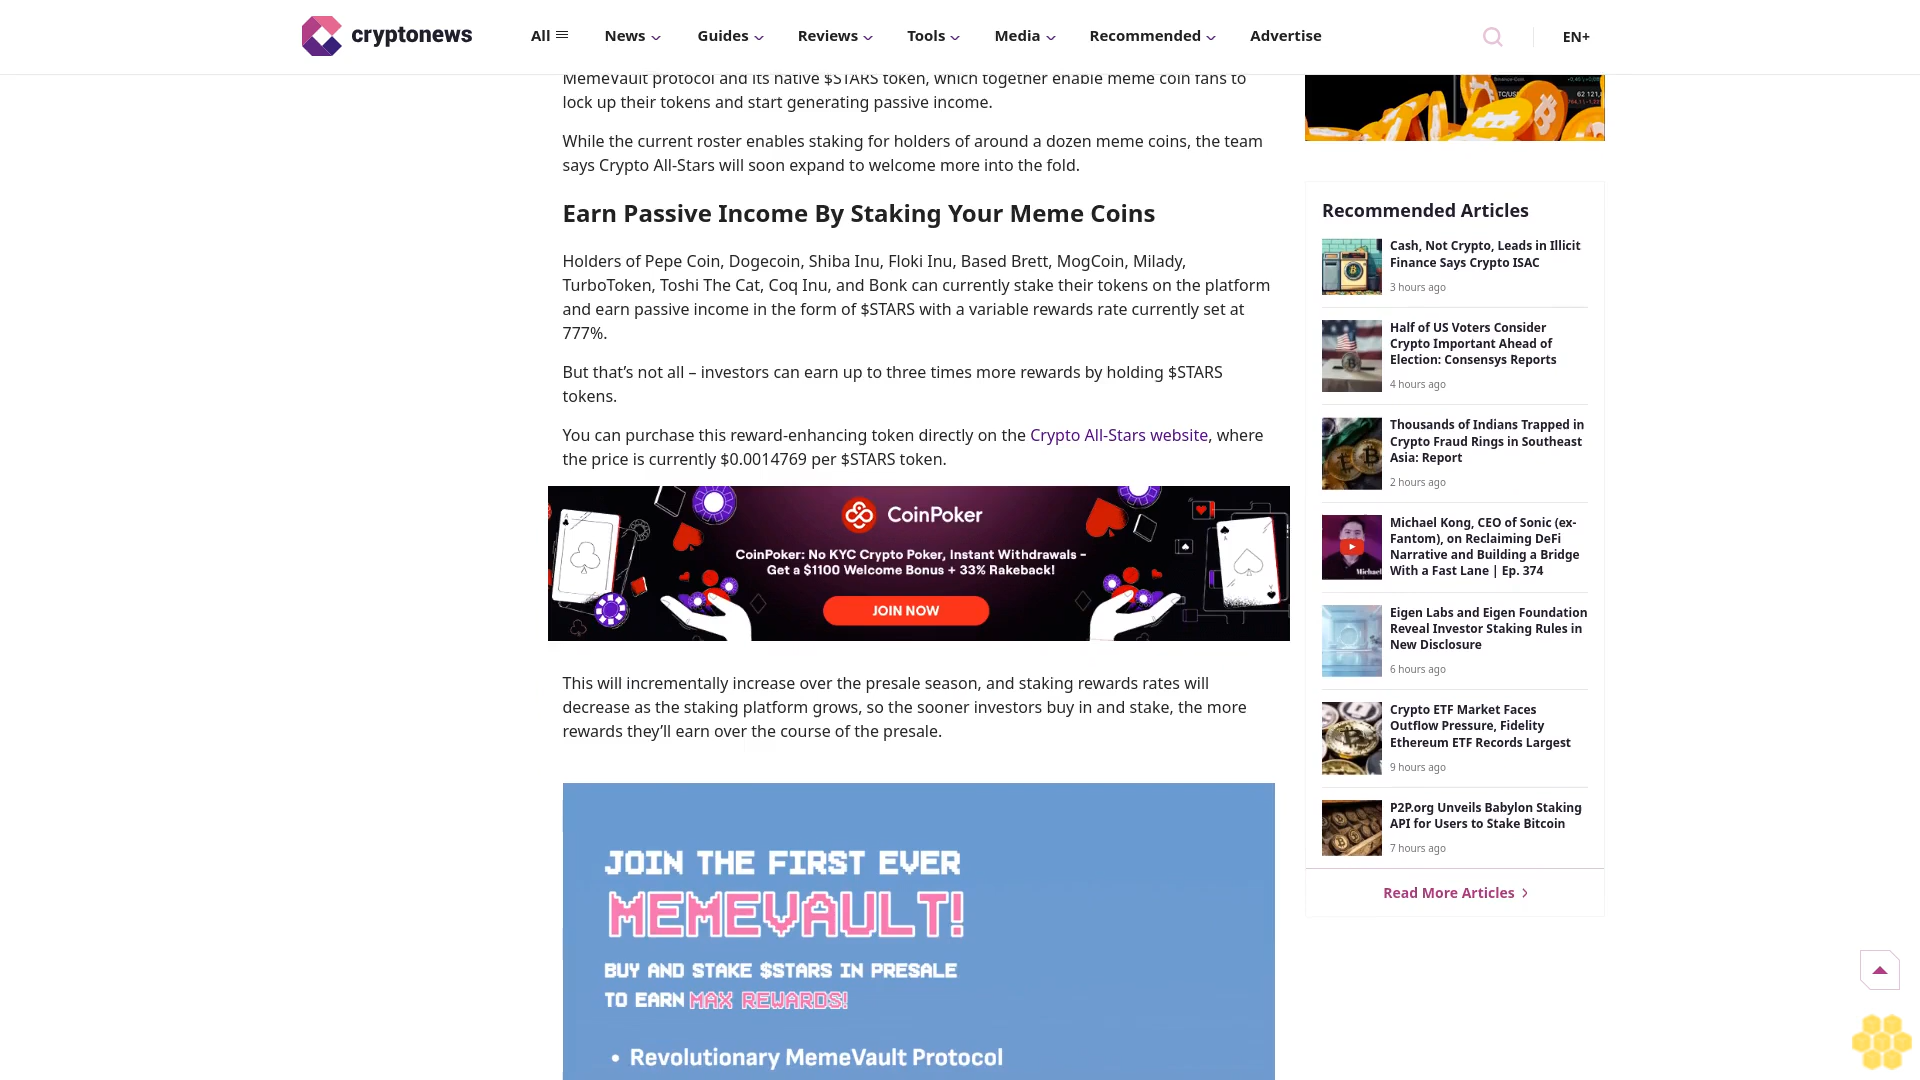 cryptonews
All
News
Guides
Reviews
Tools
Media
Recommended
Advertise
EN+
MemeVault protocol and its native $STARS token, which together enable meme coin fans to
lock up their tokens and start generating passive income.
While the current roster enables staking for holders of around a dozen meme coins, the team
says Crypto All-Stars will soon expand to welcome more into the fold.
Earn Passive Income By Staking Your Meme Coins
Holders of Pepe Coin, Dogecoin, Shiba Inu, Floki Inu, Based Brett, MogCoin, Milady,
TurboToken, Toshi The Cat, Coq Inu, and Bonk can currently stake their tokens on the platform
and earn passive income in the form of $STARS with a variable rewards rate currently set at
777%.
But that’s not all – investors can earn up to three times more rewards by holding $STARS
tokens.
You can purchase this reward-enhancing token directly on the Crypto All-Stars website, where
the price is currently $0.0014769 per $STARS token.
CoinPoker
CoinPoker: No KYC Crypto Poker, Instant Withdrawals –
Get a $1100 Welcome Bonus + 33% Rakeback!
JOIN NOW
This will incrementally increase over the presale season, and staking rewards rates will
decrease as the staking platform grows, so the sooner investors buy in and stake, the more
rewards they’ll earn over the course of the presale.
JOIN THE FIRST EVER
MEMEVAULT!
BUY AND STAKE $STARS IN PRESALE
TO EARN MAX REWARDS!
• Revolutionary MemeVault Protocol
Recommended Articles
Cash, Not Crypto, Leads in Illicit
Finance Says Crypto ISAC
3 hours ago
Half of US Voters Consider
Crypto Important Ahead of
Election: Consensys Reports
4 hours ago
Thousands of Indians Trapped in
Crypto Fraud Rings in Southeast
Asia: Report
2 hours ago
Michael Kong, CEO of Sonic (ex-
Fantom), on Reclaiming DeFi
Narrative and Building a Bridge
With a Fast Lane | Ep. 374
Eigen Labs and Eigen Foundation
Reveal Investor Staking Rules in
New Disclosure
6 hours ago
Crypto ETF Market Faces
Outflow Pressure, Fidelity
Ethereum ETF Records Largest
9 hours ago
P2P.org Unveils Babylon Staking
API for Users to Stake Bitcoin
7 hours ago
Read More Articles